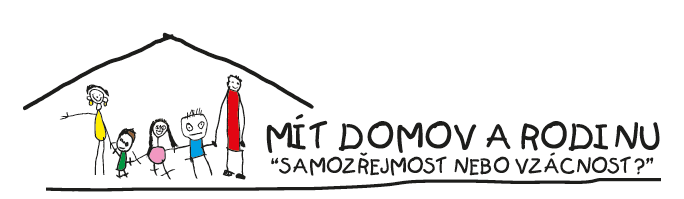 MÍT DOMOV A RODINU
"SAMOZŘEJMOST NEBO VZÁCNOST?"